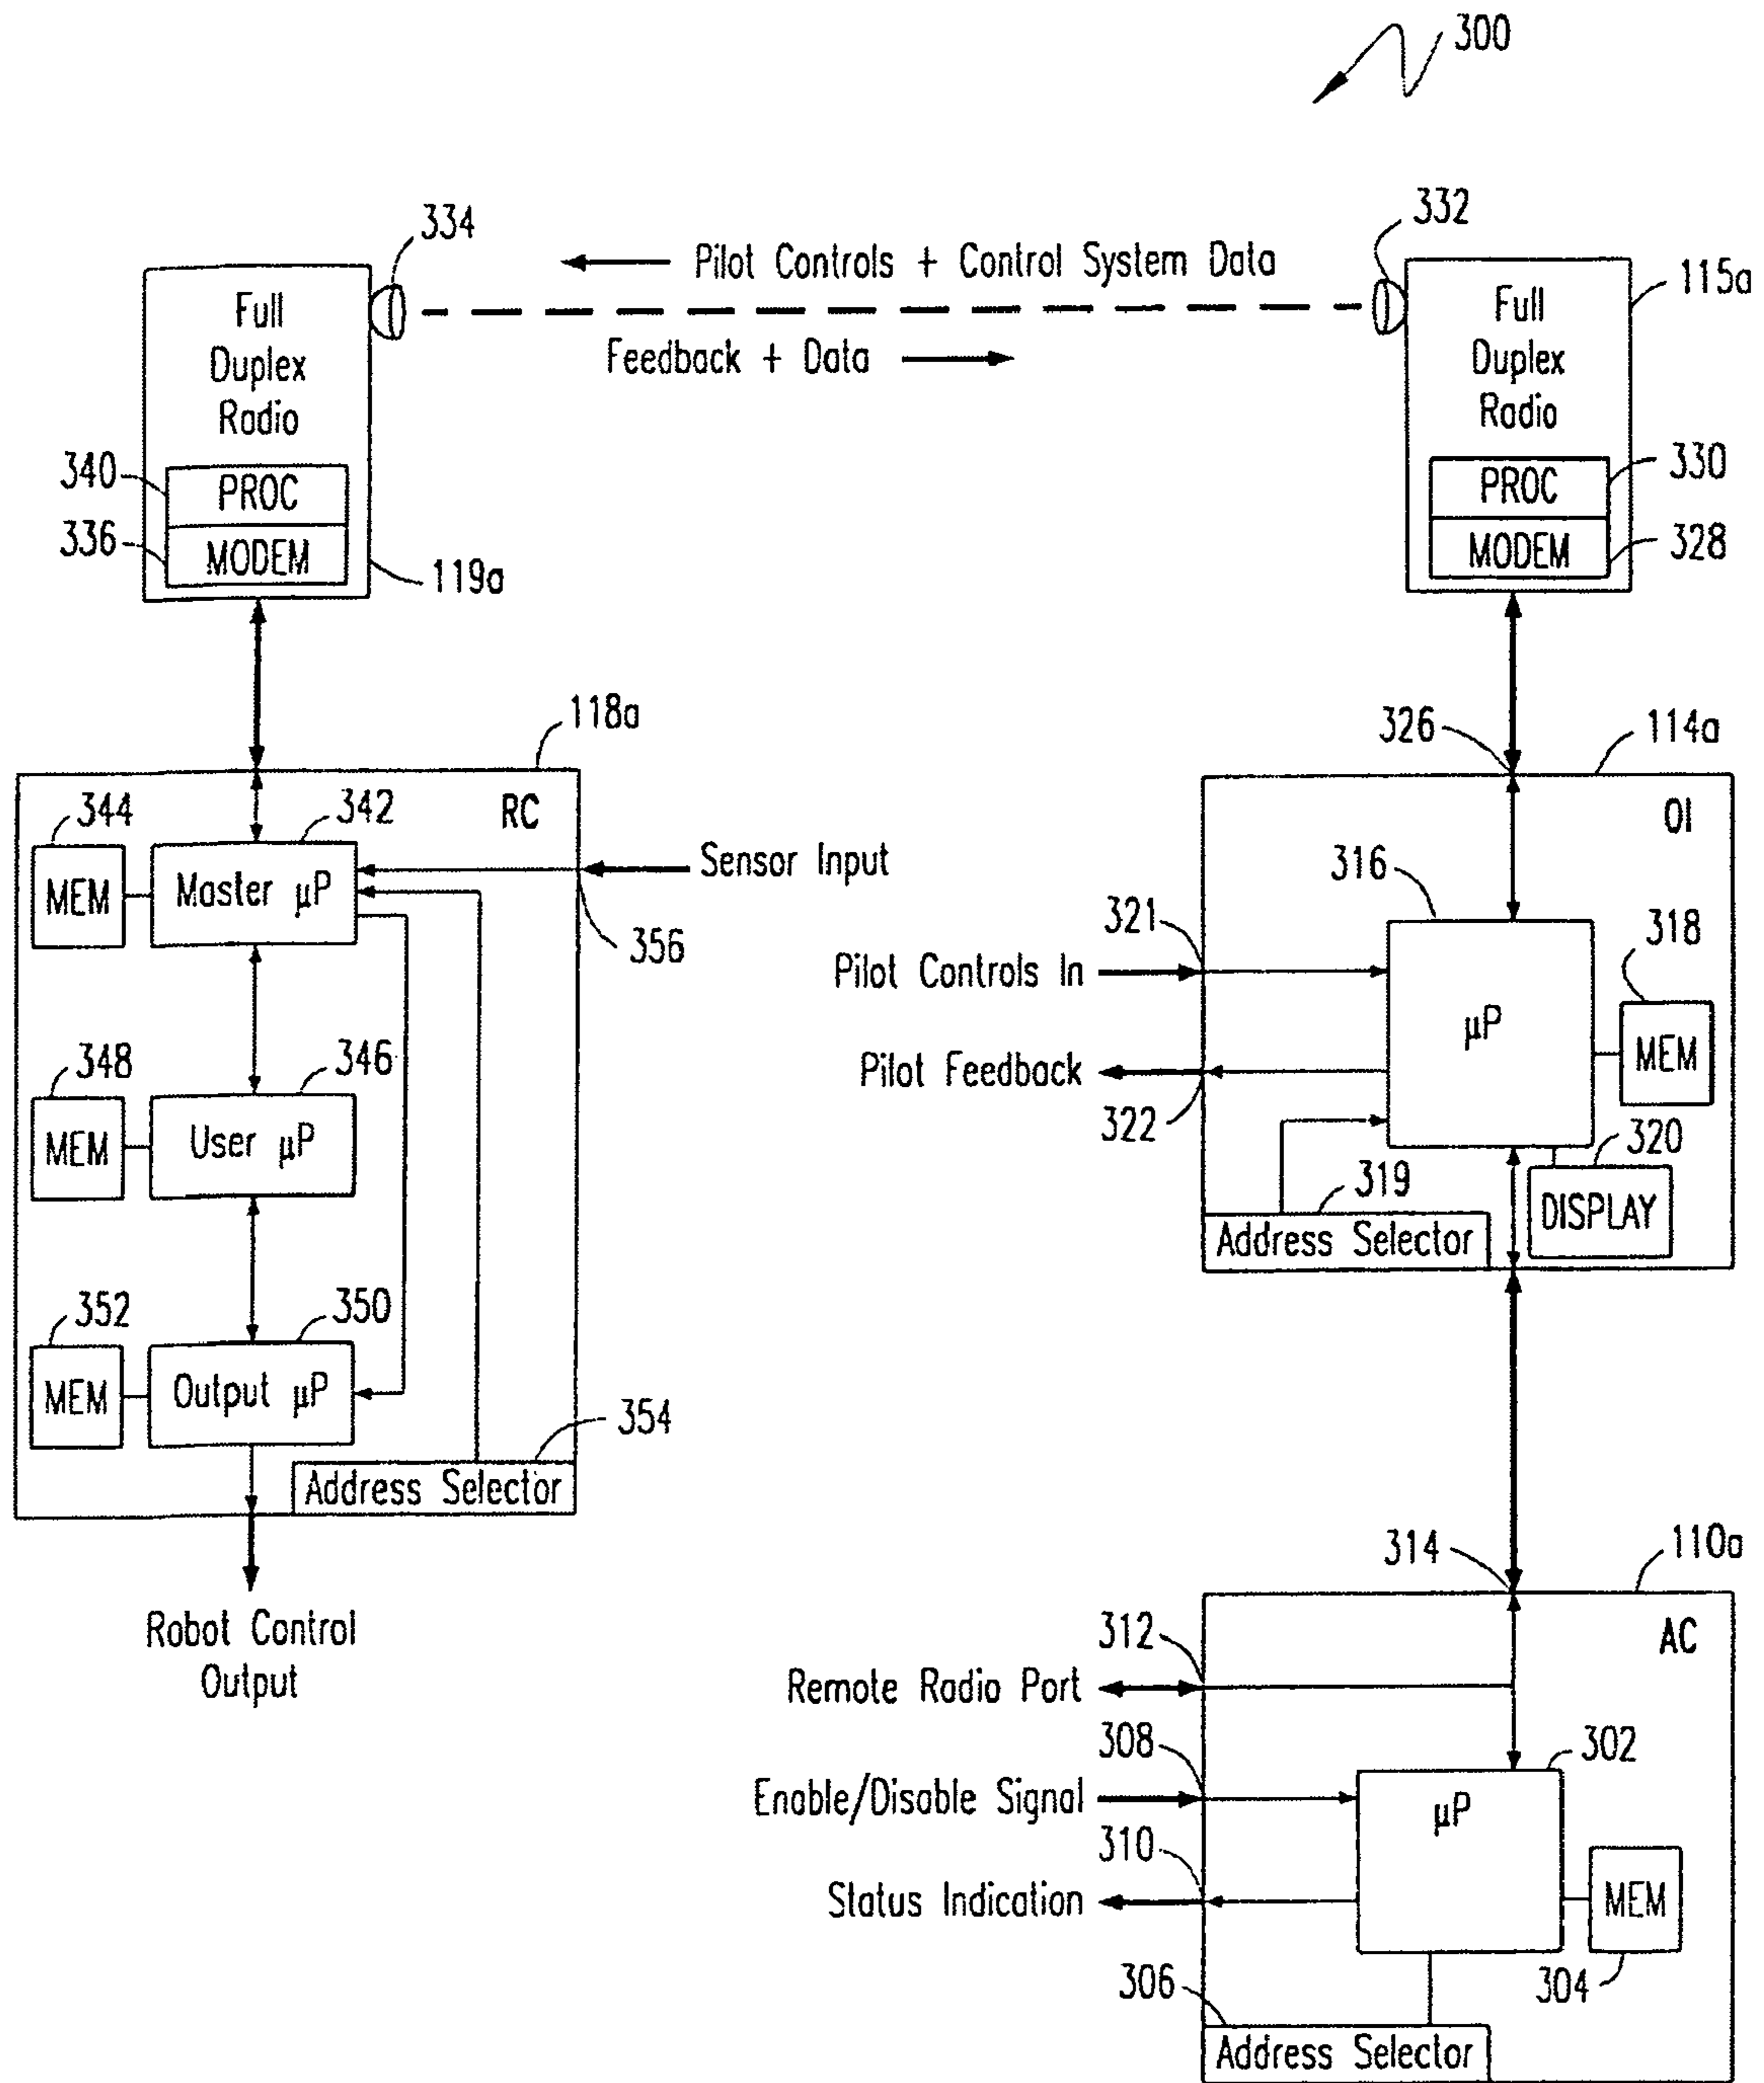 300
334
332
Pilot Controls + Control System Data
115a
Full
Duplex
Radio
Full
Duplex
Radio
Feedback + Data
340
PROC
330
PROC
336
MODEM
328
MODEM
119a
118a
326
114a
344
342
RC
OI
MEM
Master µP
Sensor Input
316
356
321
318
Pilot Controls In
µP
MEM
348
346
Pilot Feedback
MEM
User µP
322
320
319
DISPLAY
Address Selector
352
350
MEM
Output µP
354
Address Selector
314
110a
Robot Control
Output
312
AC
Remote Radio Port
308
302
Enable/Disable Signal
µP
310
Status Indication
MEM
306
304
Address Selector